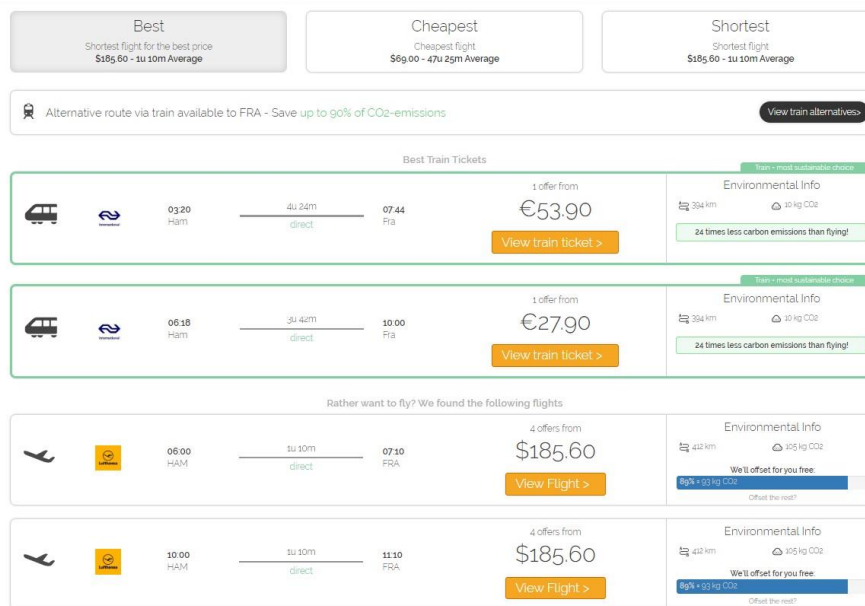 Best
Shortest flight for the best price
$185.60 - 1u 10m Average
Cheapest
Cheapest flight
$69.00 - 47u 25m Average
Shortest
Shortest flight
$185.60 - 1u 10m Average
Alternative route via train available to FRA - Save up to 90% of CO2-emissions
View train alternatives>
Best Train Tickets
Train - most sustainable choice
03:20
Ham
4u 24m
direct
07:44
Fra
1 offer from
€53.90
View train ticket >
Environmental Info
394 km
10 kg CO2
24 times less carbon emissions than flying!
Train - most sustainable choice
06:18
Ham
3u 42m
direct
10:00
Fra
1 offer from
€27.90
View train ticket >
Environmental Info
394 km
10 kg CO2
24 times less carbon emissions than flying!
Rather want to fly? We found the following flights
Lufthansa
06:00
HAM
1u 10m
direct
07:10
FRA
4 offers from
$185.60
View Flight >
Environmental Info
412 km
105 kg CO2
We'll offset for you free:
89% = 93 kg CO2
Offset the rest?
Lufthansa
10:00
HAM
1u 10m
direct
11:10
FRA
4 offers from
$185.60
View Flight >
Environmental Info
412 km
105 kg CO2
We'll offset for you free:
89% = 93 kg CO2
Offset the rest?